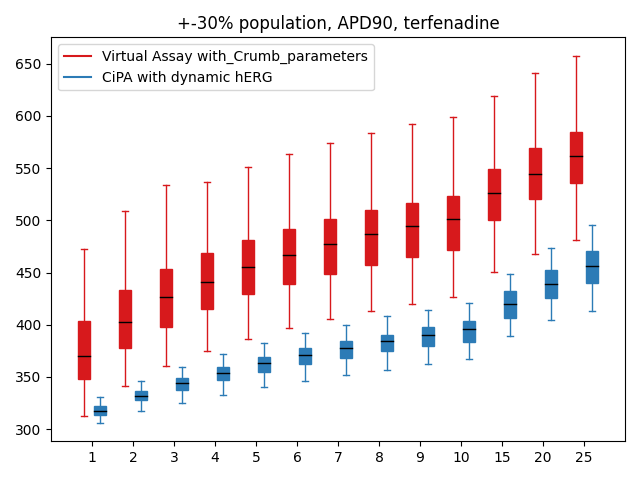 +-30% population, APD90, terfenadine
Virtual Assay with_Crumb_parameters
CiPA with dynamic hERG
650
600
550
500
450
400
350
300
1 2 3 4 5 6 7 8 9 10 15 20 25